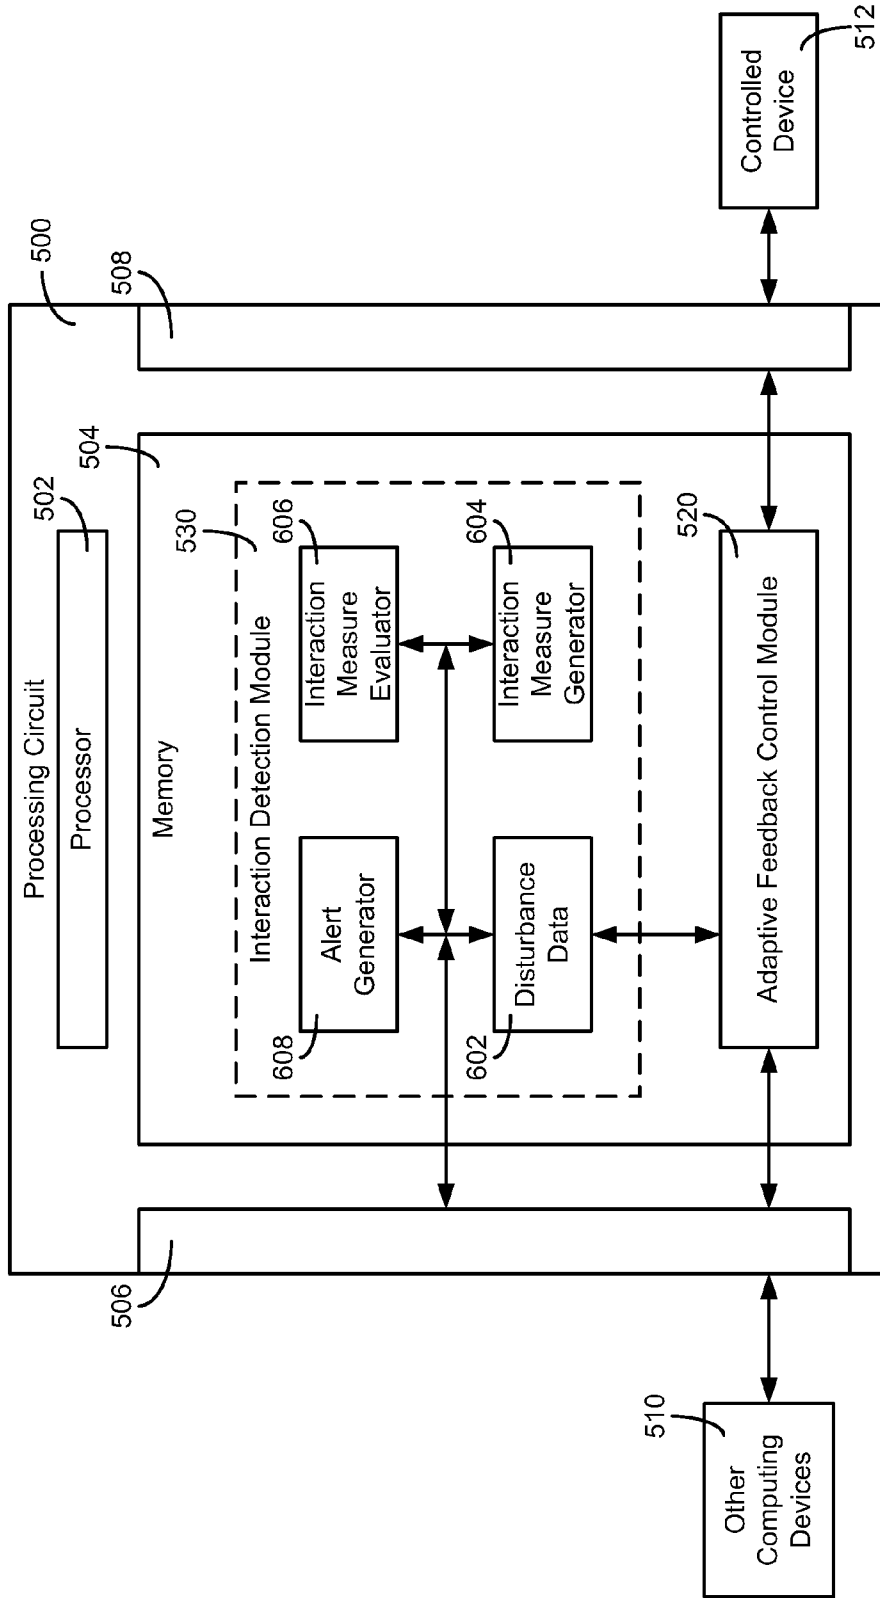 Processing Circuit
500
Processor
502
506
508
Memory
504
Interaction Detection Module
530
608
Alert
Generator
Interaction
Measure
Evaluator
606
602
Disturbance
Data
Interaction
Measure
Generator
604
Adaptive Feedback Control Module
520
Other
Computing
Devices
510
Controlled
Device
512